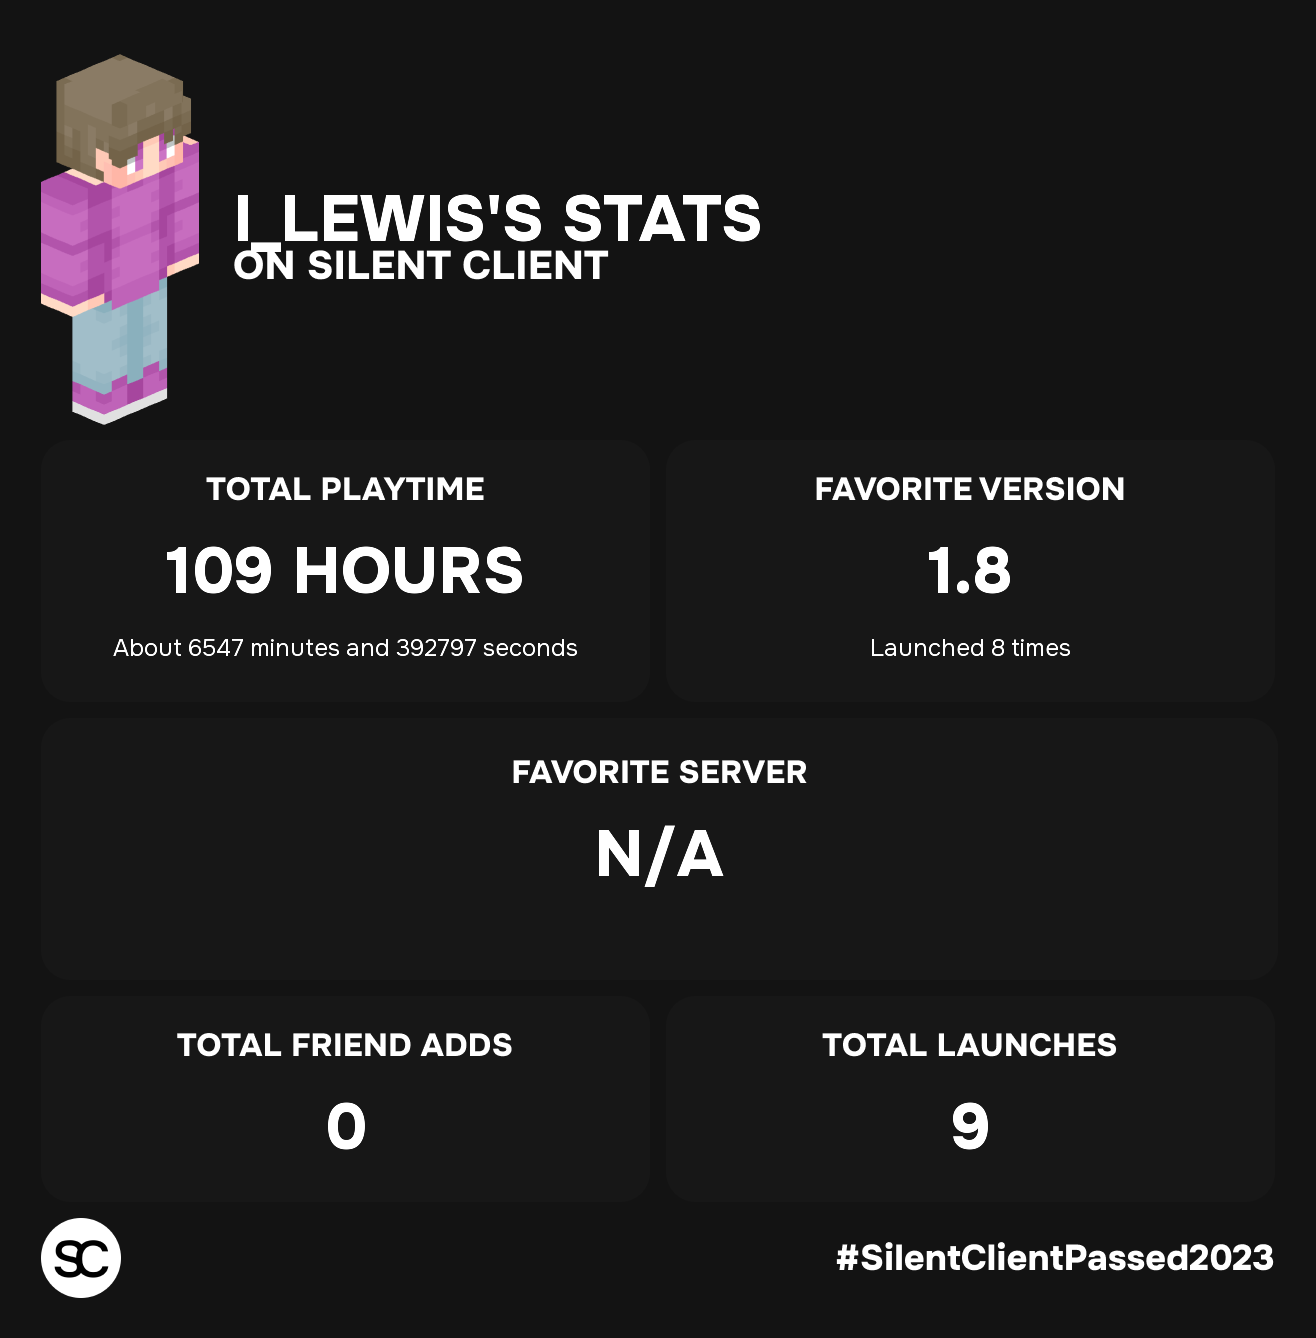 I_LEWIS'S STATS
ON SILENT CLIENT
TOTAL PLAYTIME
109 HOURS
About 6547 minutes and 392797 seconds
FAVORITE VERSION
1.8
Launched 8 times
FAVORITE SERVER
N/A
TOTAL FRIEND ADDS
0
TOTAL LAUNCHES
9
SC
#SilentClientPassed2023